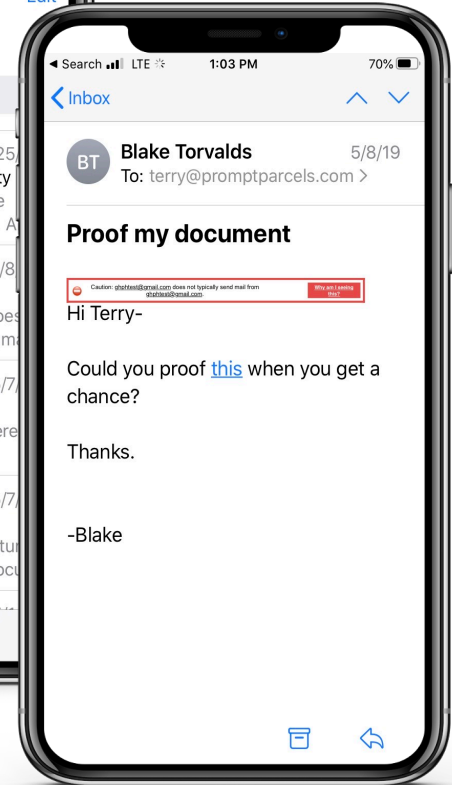 Edit
Search LTE 1:03 PM 70%
Inbox
BT
Blake Torvalds 5/8/19
To: terry@promptparcels.com >
Proof my document
Caution: ghphtest@gmail.com does not typically send mail from
ghphtest@gmail.com.
Why am I seeing
this?
Hi Terry-
Could you proof this when you get a
chance?
Thanks.
-Blake